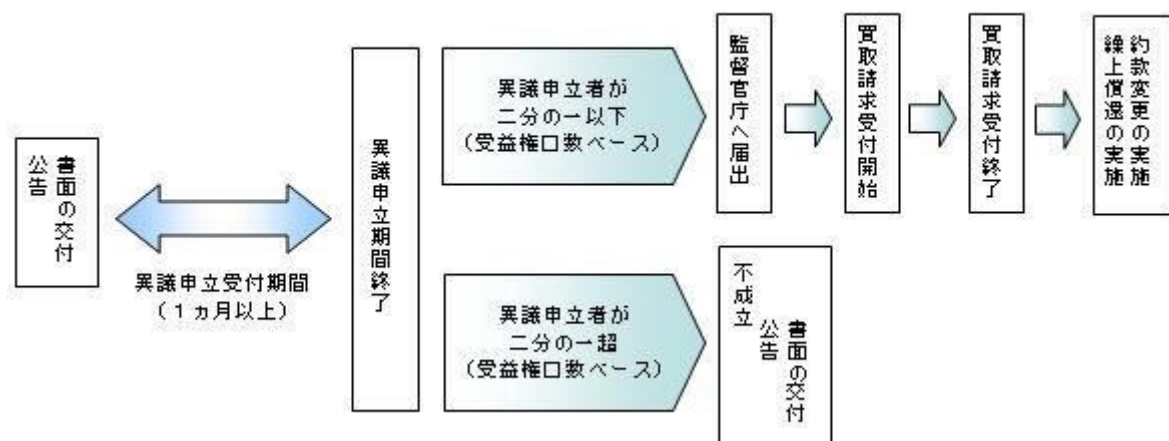 書面の交付
公告
異議申立受付期間
（１ヵ月以上）
異議申立期間終了
異議申立者が
二分の一以下
（受益権口数ベース）
監督官庁へ届出
買取請求受付開始
買取請求受付終了
約款変更の実施
繰上償還の実施
異議申立者が
二分の一超
（受益権口数ベース）
不成立
書面の交付
公告